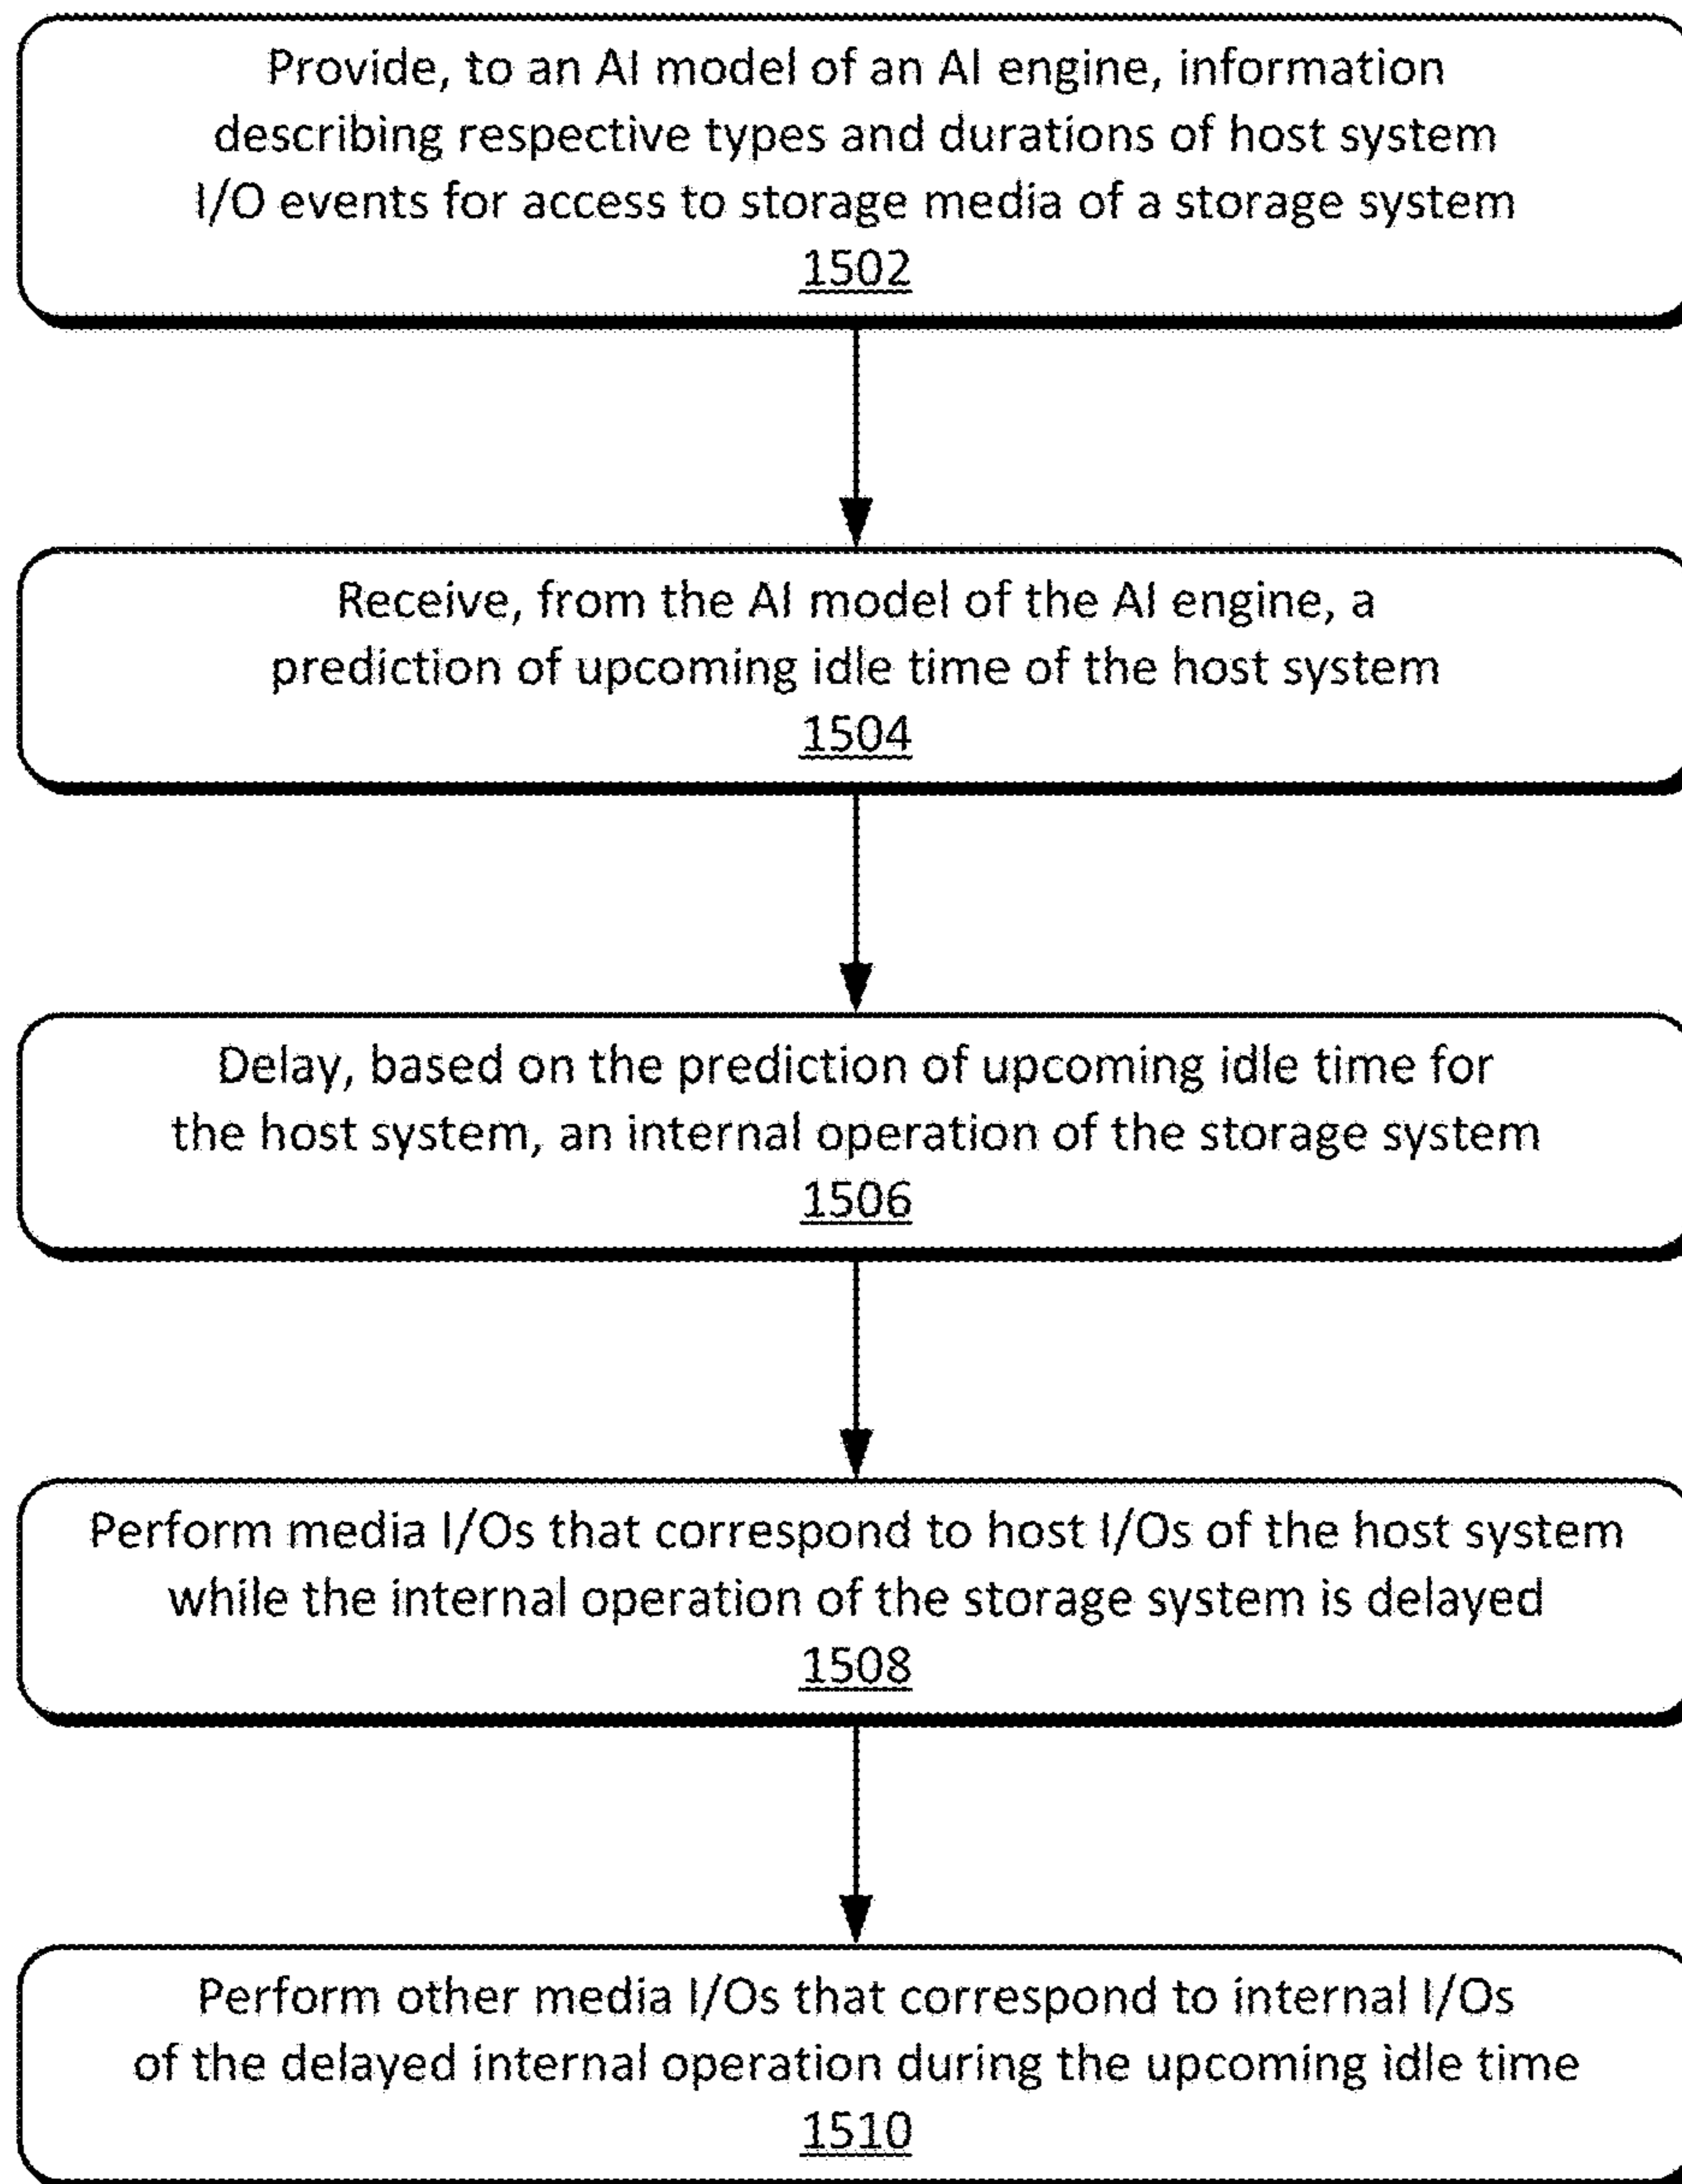 Provide, to an AI model of an AI engine, information
describing respective types and durations of host system
I/O events for access to storage media of a storage system
1502
Receive, from the AI model of the AI engine, a
prediction of upcoming idle time of the host system
1504
Delay, based on the prediction of upcoming idle time for
the host system, an internal operation of the storage system
1506
Perform media I/Os that correspond to host I/Os of the host system
while the internal operation of the storage system is delayed
1508
Perform other media I/Os that correspond to internal I/Os
of the delayed internal operation during the upcoming idle time
1510